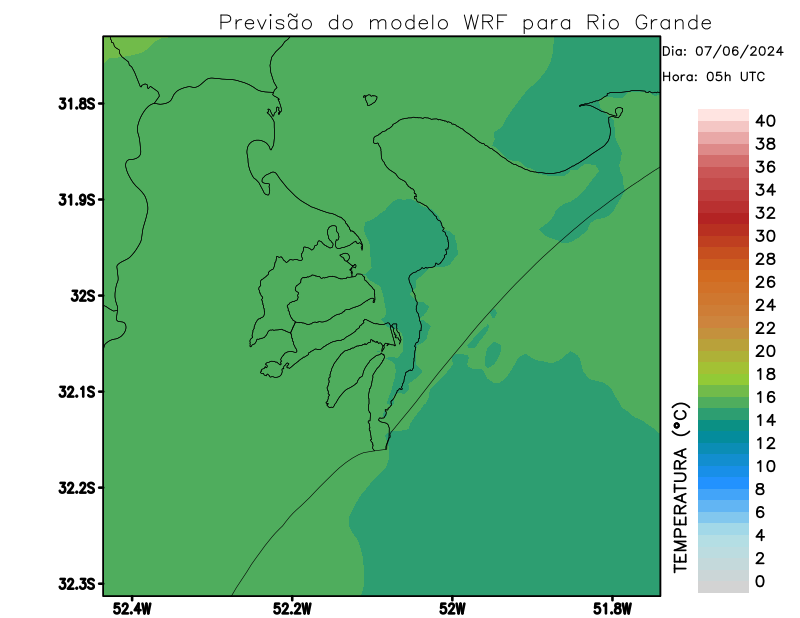 Previsão do modelo WRF para Rio Grande
Dia: 07/06/2024
Hora: 05h UTC
31.8S
31.9S
32S
32.1S
32.2S
32.3S
52.4W
52.2W
52W
51.8W
TEMPERATURA (°C)
40
38
36
34
32
30
28
26
24
22
20
18
16
14
12
10
8
6
4
2
0